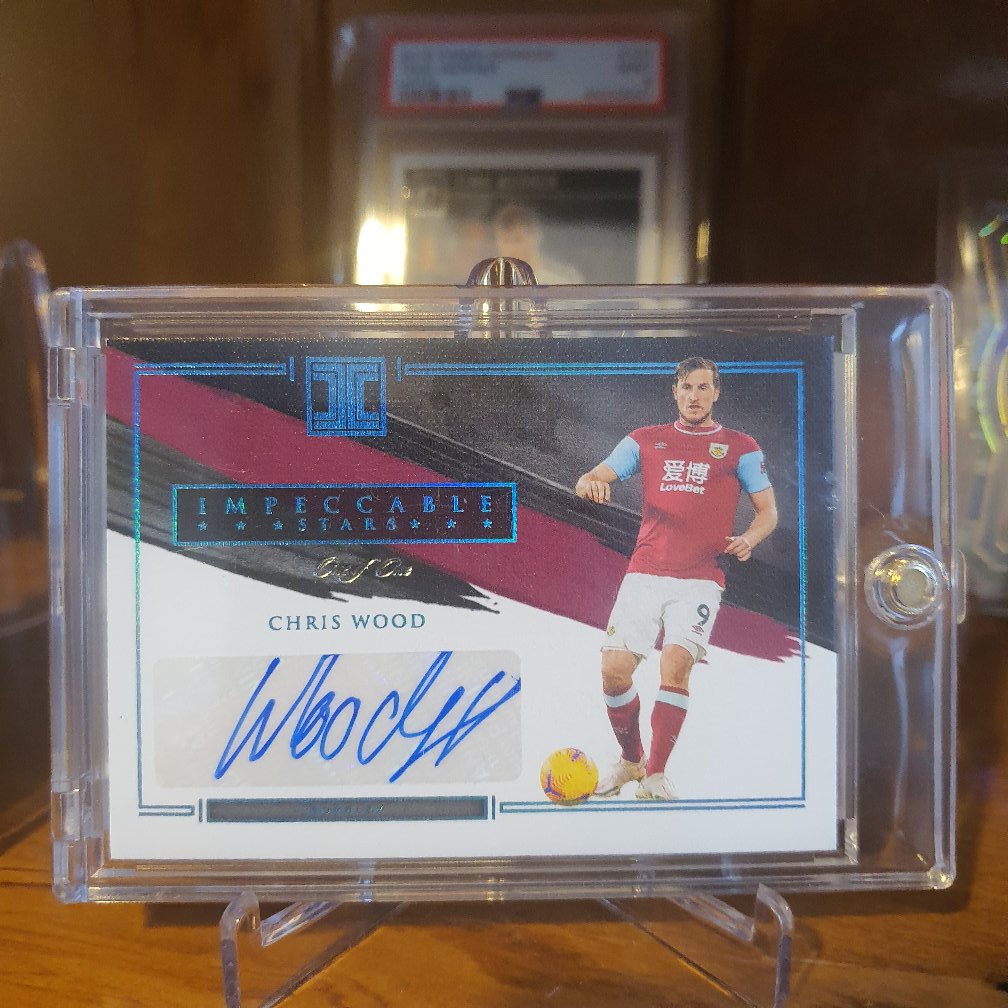 IMPECCABLE
STARS
One of One
CHRIS WOOD
爱博
LoveBet
9